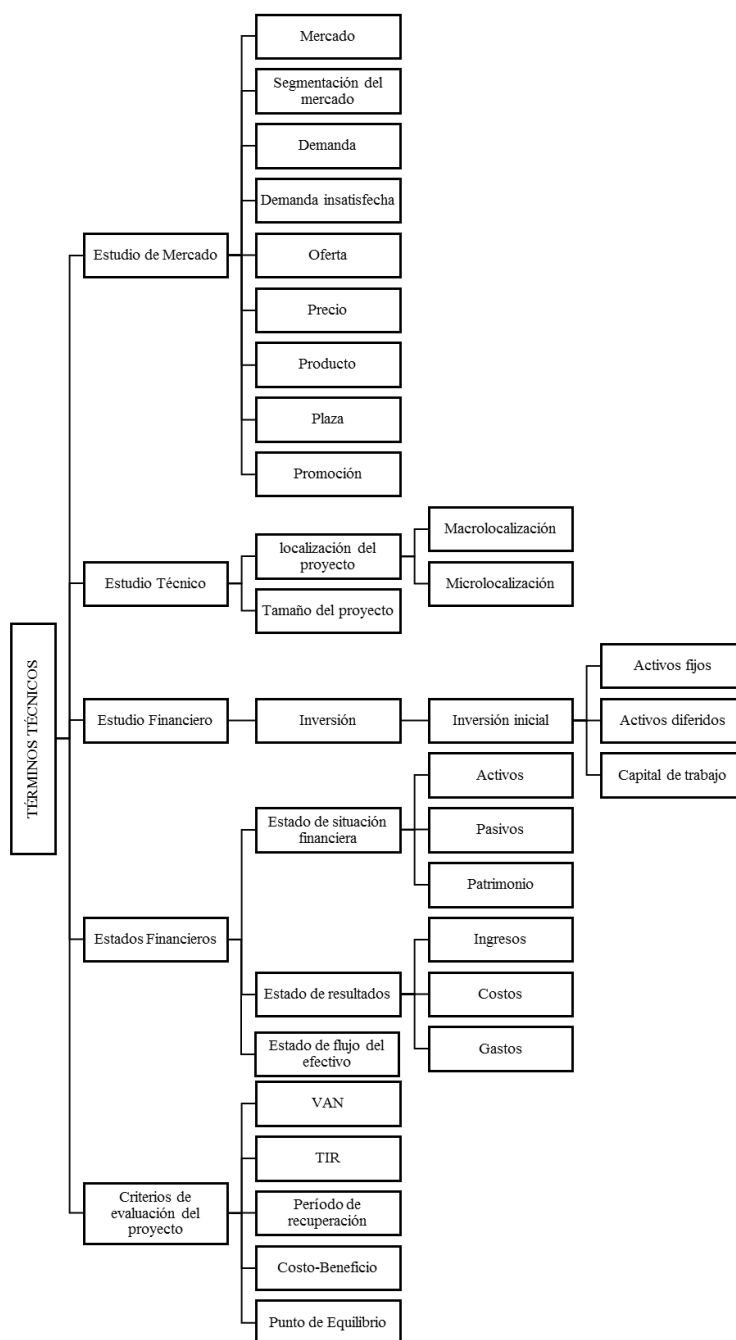 TÉRMINOS TÉCNICOS
Estudio de Mercado
Mercado
Segmentación del
mercado
Demanda
Demanda insatisfecha
Oferta
Precio
Producto
Plaza
Promoción
Estudio Técnico
localización del
proyecto
Macrolocalización
Microlocalización
Tamaño del proyecto
Estudio Financiero
Inversión
Inversión inicial
Activos fijos
Activos diferidos
Capital de trabajo
Estados Financieros
Estado de situación
financiera
Activos
Pasivos
Patrimonio
Estado de resultados
Ingresos
Costos
Gastos
Estado de flujo del
efectivo
Criterios de
evaluación del
proyecto
VAN
TIR
Período de
recuperación
Costo-Beneficio
Punto de Equilibrio